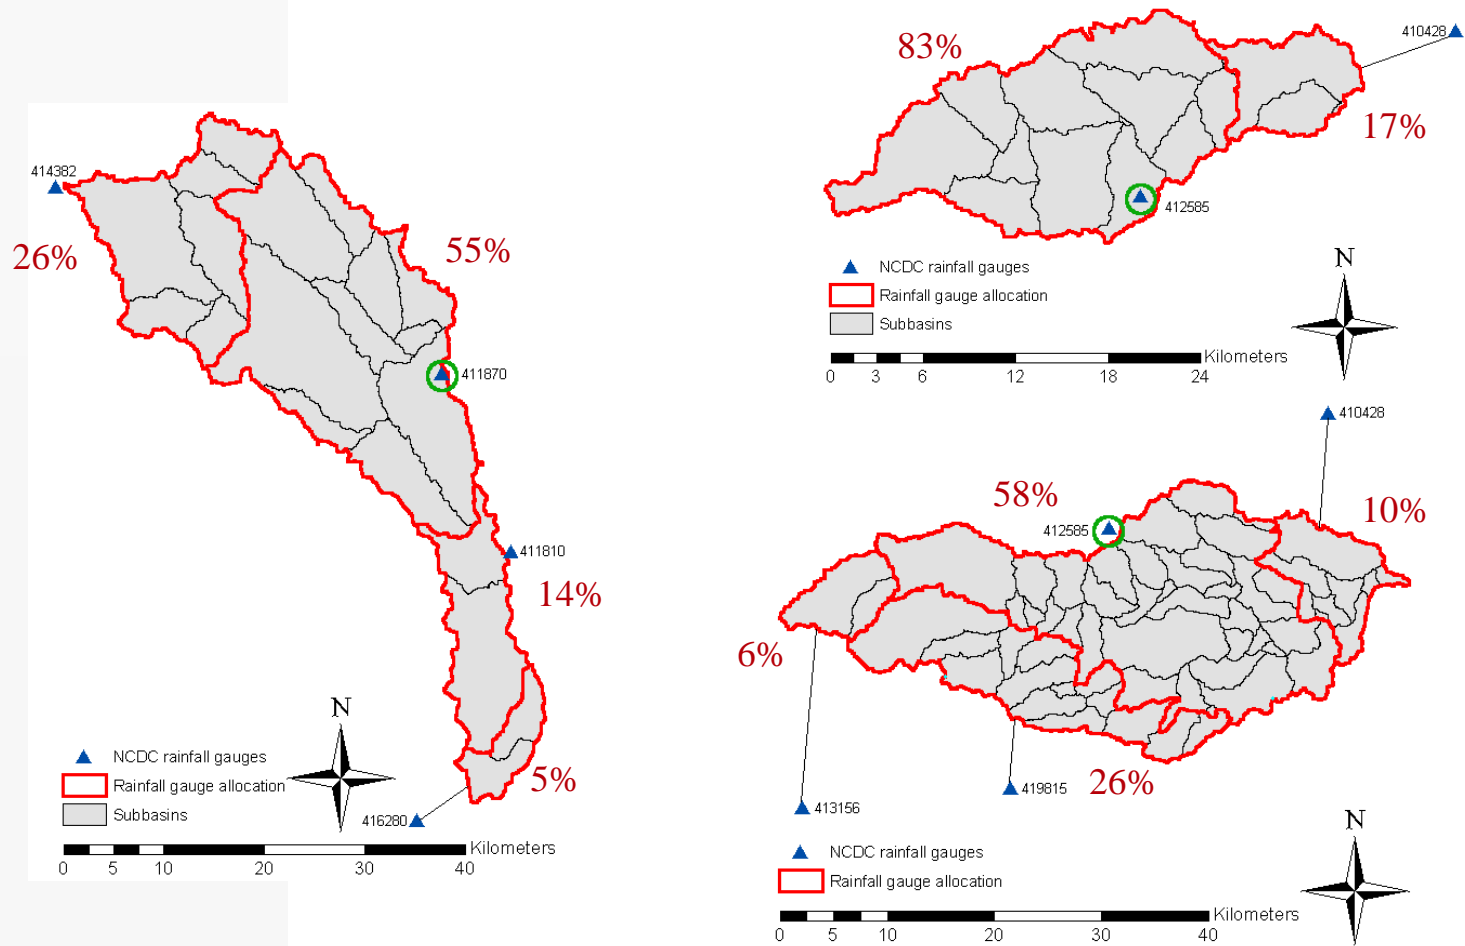 414382
26%
55%
411870
411810
14%
5%
416280
N
NCDC rainfall gauges
Rainfall gauge allocation
Subbasins
Kilometers
0 5 10 20 30 40
83%
410428
17%
412585
NCDC rainfall gauges
Rainfall gauge allocation
Subbasins
N
Kilometers
0 3 6 12 18 24
410428
58%
10%
412585
6%
413156
419815
26%
NCDC rainfall gauges
Rainfall gauge allocation
N
Kilometers
0 5 10 20 30 40